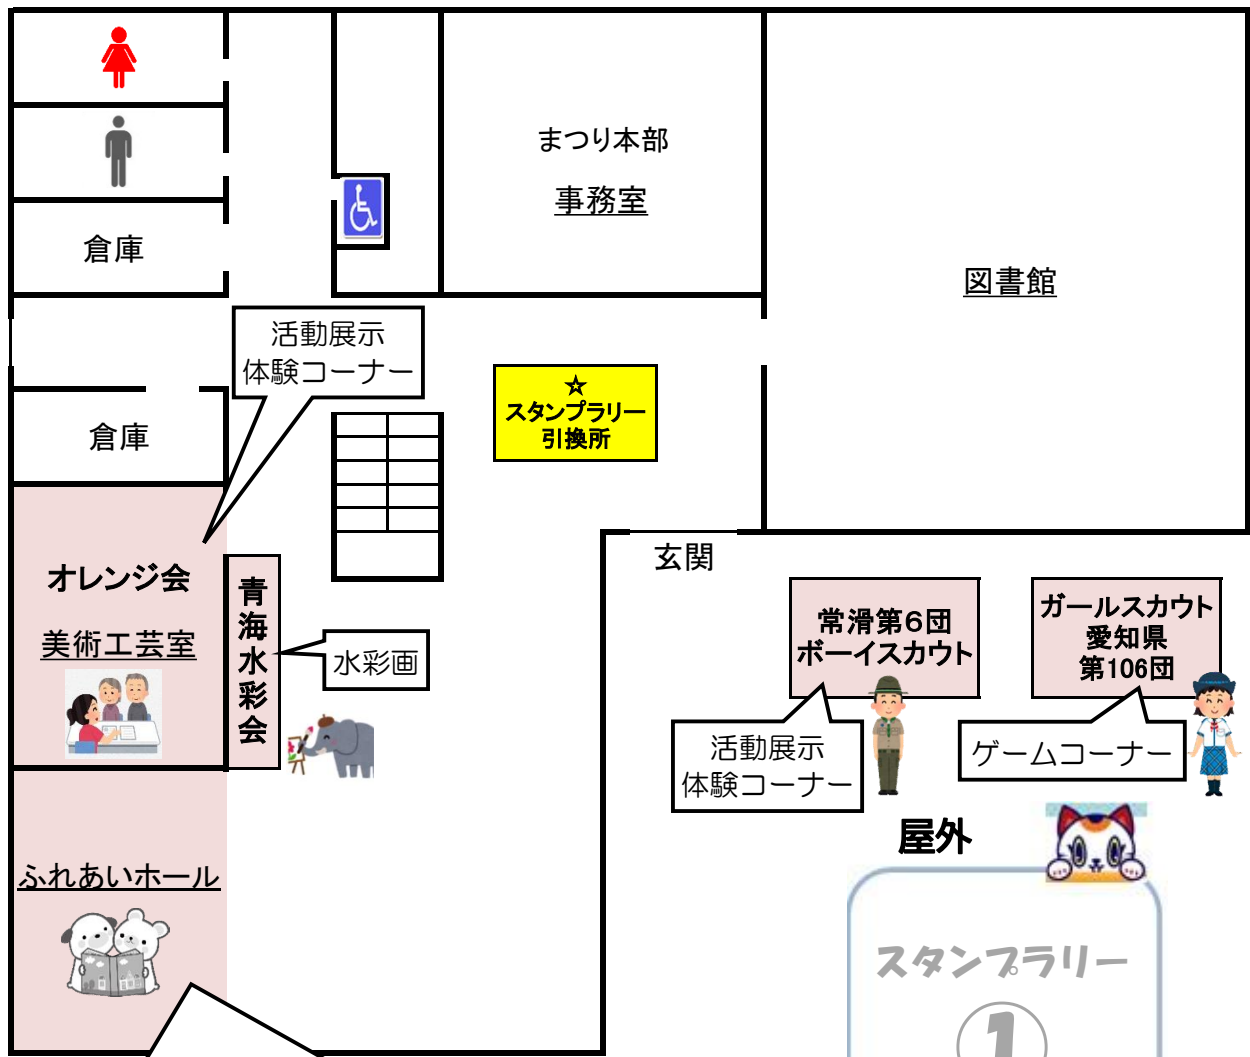 まつり本部
事務室
倉庫
図書館
活動展示
体験コーナー
☆
スタンプラリー
引換所
倉庫
玄関
オレンジ会
美術工芸室
青海水彩会
水彩画
常滑第6団
ボーイスカウト
ガールスカウト
愛知県
第106団
活動展示
体験コーナー
ゲームコーナー
屋外
ふれあいホール
スタンプラリー
①